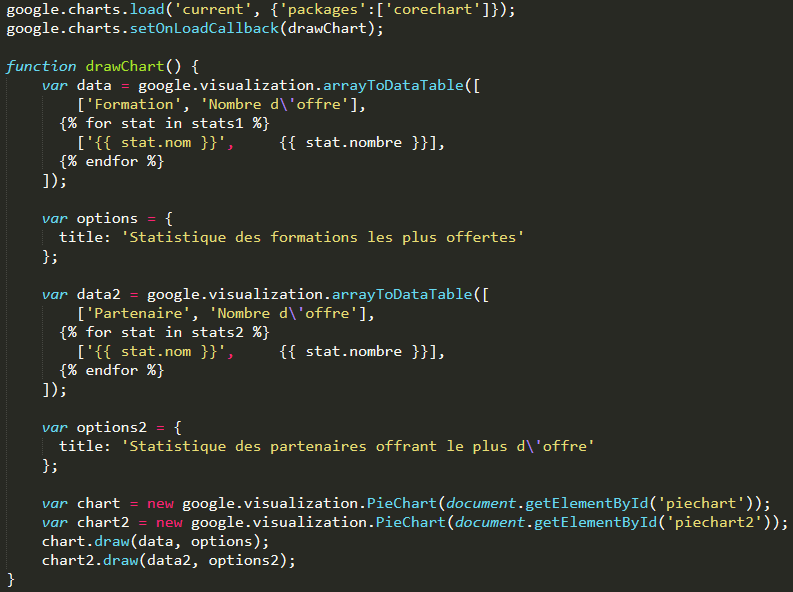 google.charts.load('current', {'packages':['corechart']});
google.charts.setOnLoadCallback(drawChart);

function drawChart() {
    var data = google.visualization.arrayToDataTable([
        ['Formation', 'Nombre d\'offre'],
      {% for stat in stats1 %}
        ['{{ stat.nom }}',     {{ stat.nombre }}],
      {% endfor %}
    ]);

    var options = {
      title: 'Statistique des formations les plus offertes'
    };

    var data2 = google.visualization.arrayToDataTable([
        ['Partenaire', 'Nombre d\'offre'],
      {% for stat in stats2 %}
        ['{{ stat.nom }}',     {{ stat.nombre }}],
      {% endfor %}
    ]);

    var options2 = {
      title: 'Statistique des partenaires offrant le plus d\'offre'
    };

    var chart = new google.visualization.PieChart(document.getElementById('piechart'));
    var chart2 = new google.visualization.PieChart(document.getElementById('piechart2'));
    chart.draw(data, options);
    chart2.draw(data2, options2);
}